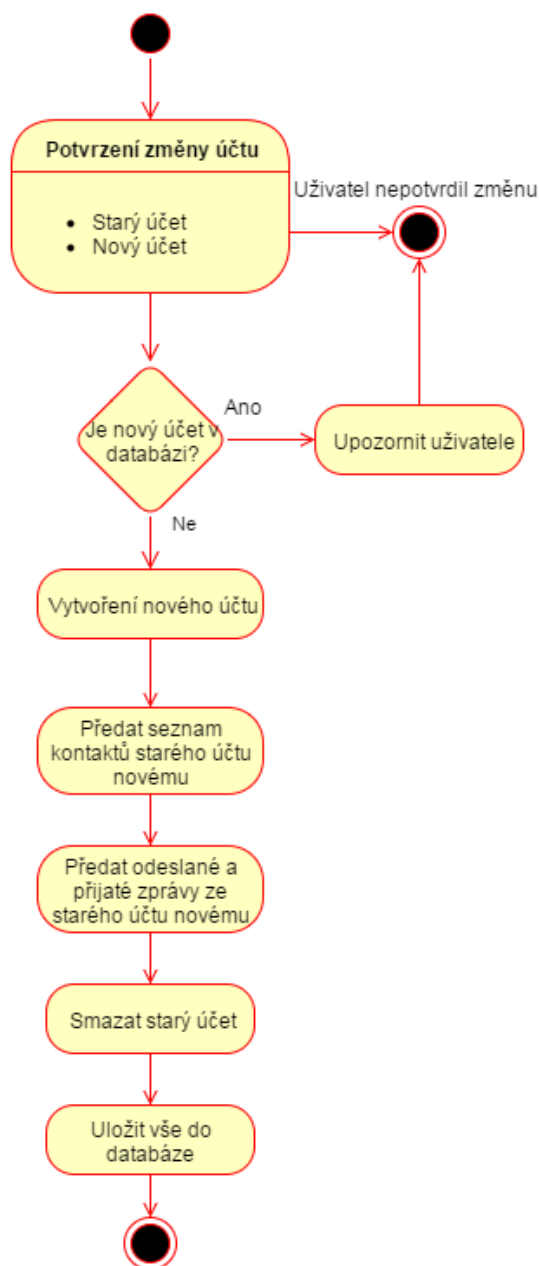 Potvrzení změny účtu
Starý účet
Nový účet
Uživatel nepotvrdil změnu
Je nový účet v
databázi?
Ano
Upozornit uživatele
Ne
Vytvoření nového účtu
Předat seznam
kontaktů starého účtu
novému
Předat odeslané a
přijaté zprávy ze
starého účtu novému
Smazat starý účet
Uložit vše do
databáze